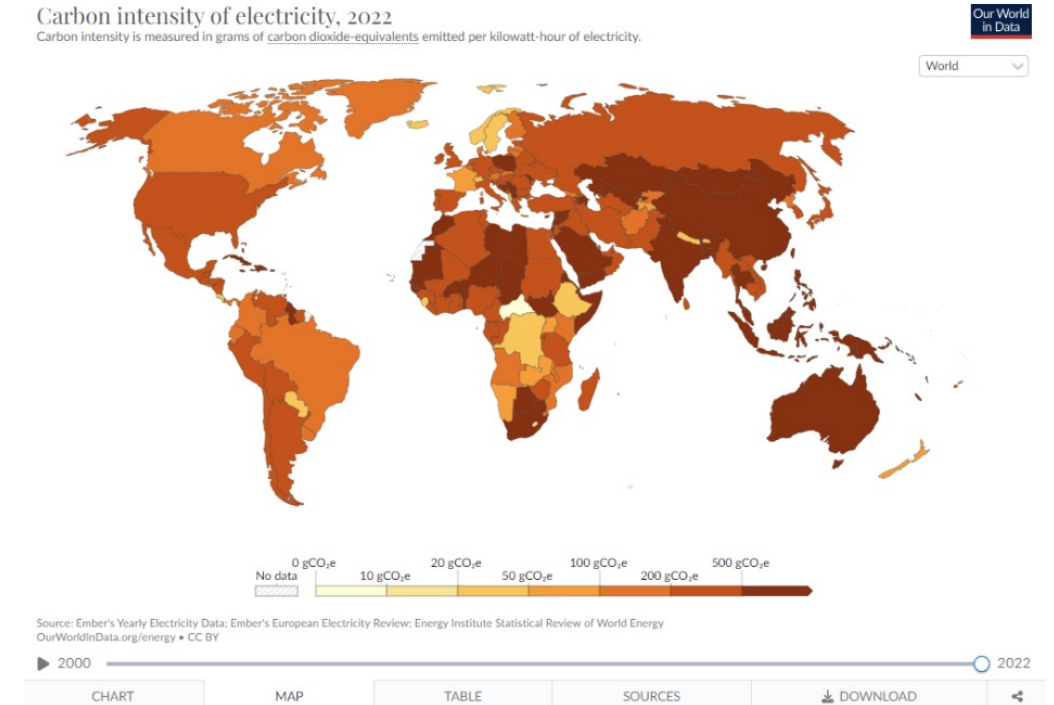 Carbon intensity of electricity, 2022
Carbon intensity is measured in grams of carbon dioxide-equivalents emitted per kilowatt-hour of electricity.
Our World
in Data
World
No data
0 gCO₂e
10 gCO₂e
20 gCO₂e
50 gCO₂e
100 gCO₂e
200 gCO₂e
500 gCO₂e
Source: Ember's Yearly Electricity Data; Ember's European Electricity Review; Energy Institute Statistical Review of World Energy
OurWorldInData.org/energy • CC BY
2000
2022
CHART
MAP
TABLE
SOURCES
DOWNLOAD